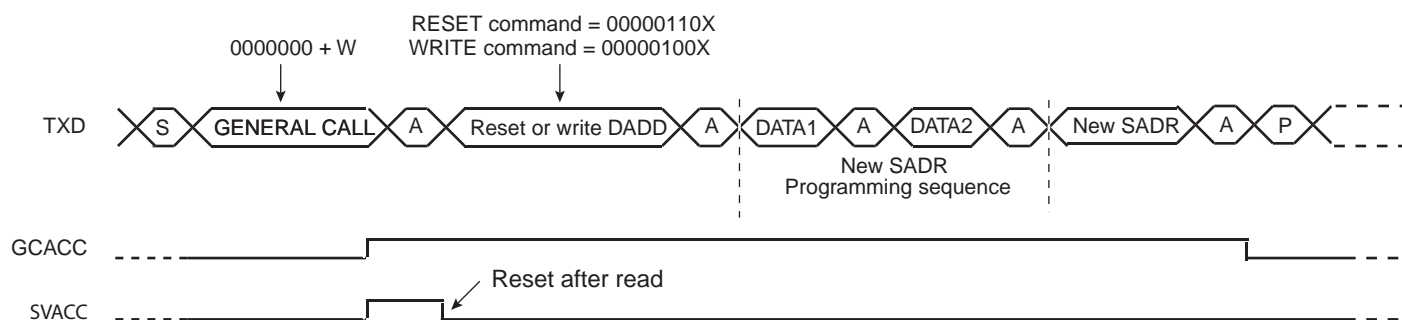 RESET command = 00000110X
0000000 + W
WRITE command = 00000100X
TXD
S
GENERAL CALL
A
Reset or write DADD
A
DATA1
A
DATA2
A
New SADR
A
P
New SADR
Programming sequence
GCACC
Reset after read
SVACC